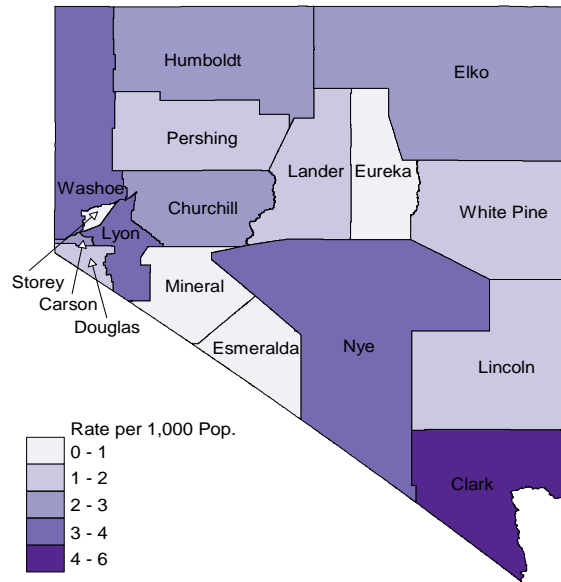 Humboldt
Elko
Pershing
Lander
Eureka
Washoe
Churchill
White Pine
Lyon
Storey
Carson
Douglas
Mineral
Esmeralda
Nye
Lincoln
Clark
Rate per 1,000 Pop.
0 - 1
1 - 2
2 - 3
3 - 4
4 - 6